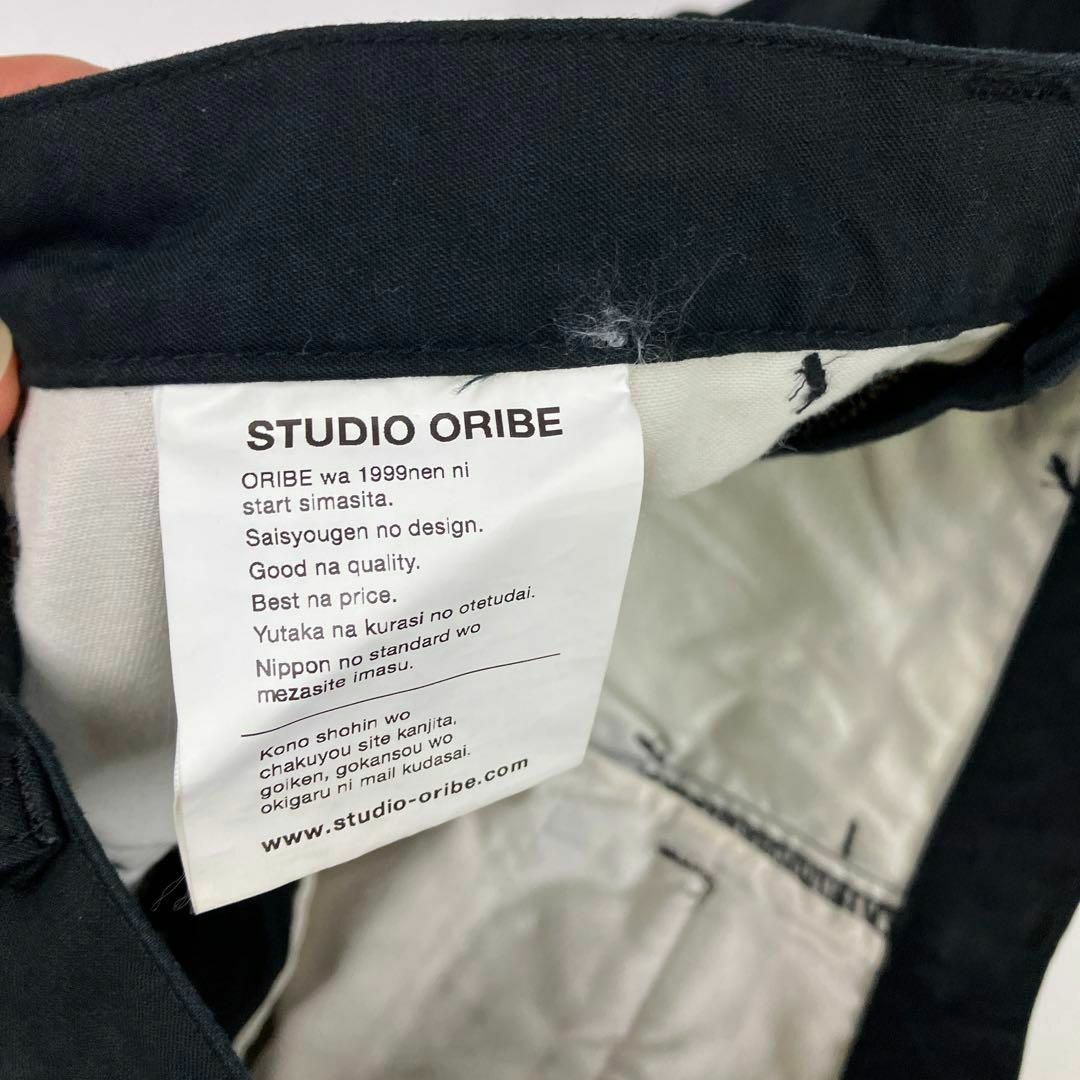 STUDIO ORIBE
ORIBE wa 1999nen ni
start simasita.
Saisyougen no design.
Good na quality.
Best na price.
Yutaka na kurasi no otetudai.
Nippon no standard wo
mezasite imasu.
Kono shohin wo
chakuyou site kanjita,
goiken, gokansou wo
okigaru ni mail kudasai.
www.studio-oribe.com